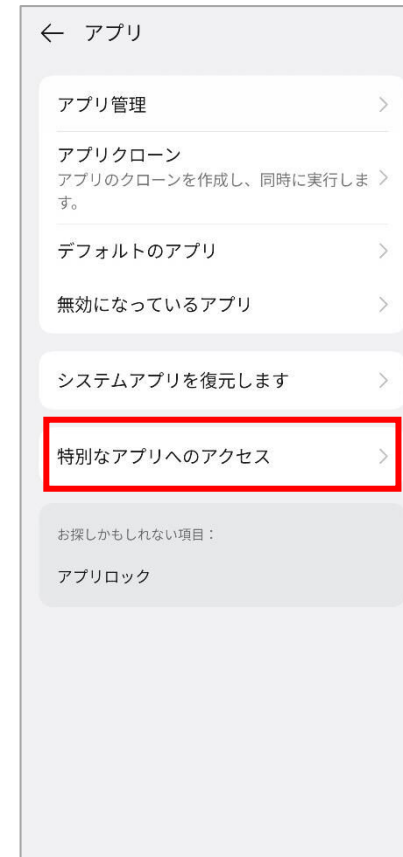 ← アプリ
アプリ管理
アプリクローン
アプリのクローンを作成し、同時に実行しま
す。
デフォルトのアプリ
無効になっているアプリ
システムアプリを復元します
特別なアプリへのアクセス
お探しかもしれない項目：
アプリロック